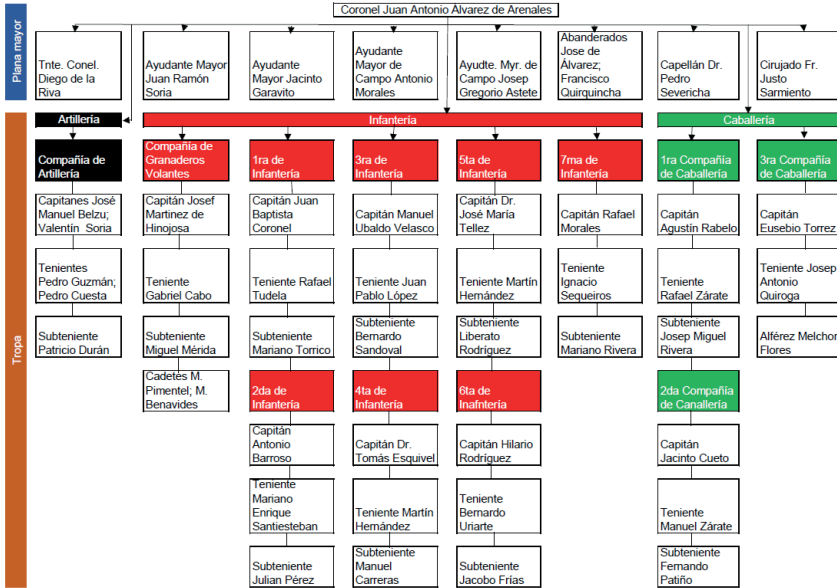 Coronel Juan Antonio Álvarez de Arenales
Plana mayor
Tnte. Conel.
Diego de la
Riva
Ayudante Mayor
Juan Ramón
Soria
Ayudante
Mayor Jacinto
Garavito
Ayudante
Mayor de
Campo Antonio
Morales
Ayudte. Myr. de
Campo Josep
Gregorio Astete
Abanderados
Jose de
Álvarez;
Francisco
Quirquincha
Capellán Dr.
Pedro
Severicha
Cirujado Fr.
Justo
Sarmiento
Tropa
Artillería
Infantería
Caballería
Compañía de
Artillería
Compañía de
Granaderos
Volantes
1ra de
Infantería
3ra de
Infantería
5ta de
Infantería
7ma de
Infantería
1ra Compañía
de Caballería
3ra Compañía
de Caballería
Capitanes José
Manuel Belzu;
Valentín Soria
Capitán Josef
Martinez de
Hinojosa
Capitán Juan
Baptista
Coronel
Capitán Manuel
Ubaldo Velasco
Capitán Dr.
José María
Tellez
Capitán Rafael
Morales
Capitán
Agustín Rabelo
Capitán
Eusebio Torrez
Tenientes
Pedro Guzmán;
Pedro Cuesta
Teniente
Gabriel Cabo
Teniente Rafael
Tudela
Teniente Juan
Pablo López
Teniente Martín
Hernández
Teniente
Ignacio
Sequeiros
Teniente
Rafael Zárate
Teniente Josep
Antonio
Quiroga
Subteniente
Patricio Durán
Subteniente
Miguel Mérida
Subteniente
Mariano Torrico
Subteniente
Bernardo
Sandoval
Subteniente
Liberato
Rodríguez
Subteniente
Mariano Rivera
Subteniente
Josep Miguel
Rivera
Alférez Melchor
Flores
Cadetes M.
Pimentel; M.
Benavides
2da de
Infantería
4ta de
Infantería
6ta de
Inafntería
2da Compañía
de Canallería
Capitán
Antonio
Barroso
Capitán Dr.
Tomás Esquivel
Capitán Hilario
Rodríguez
Capitán
Jacinto Cueto
Teniente
Mariano
Enrique
Santiesteban
Teniente Martín
Hernández
Teniente
Bernardo
Uriarte
Teniente
Manuel Zárate
Subteniente
Julian Pérez
Subteniente
Manuel
Carreras
Subteniente
Jacobo Frías
Subteniente
Fernando
Patiño